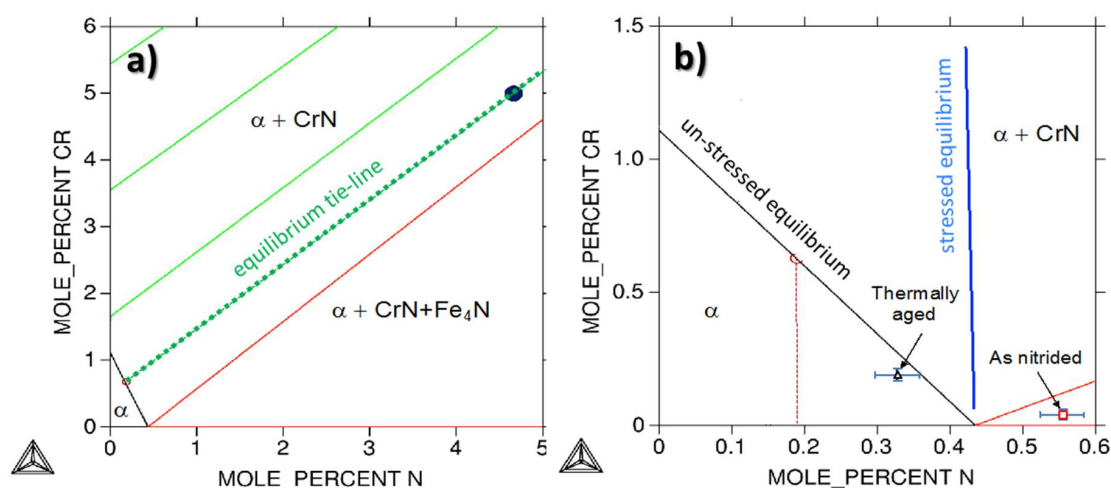 a)
6
5
4
3
2
1
0
MOLE_PERCENT CR
α + CrN
equilibrium tie-line
α + CrN+Fe₄N
α
0 1 2 3 4 5
MOLE_PERCENT N
b)
1.5
1.0
0.5
0
MOLE_PERCENT CR
un-stressed equilibrium
stressed equilibrium
α + CrN
α
Thermally
aged
As nitrided
0 0.1 0.2 0.3 0.4 0.5 0.6
MOLE_PERCENT N